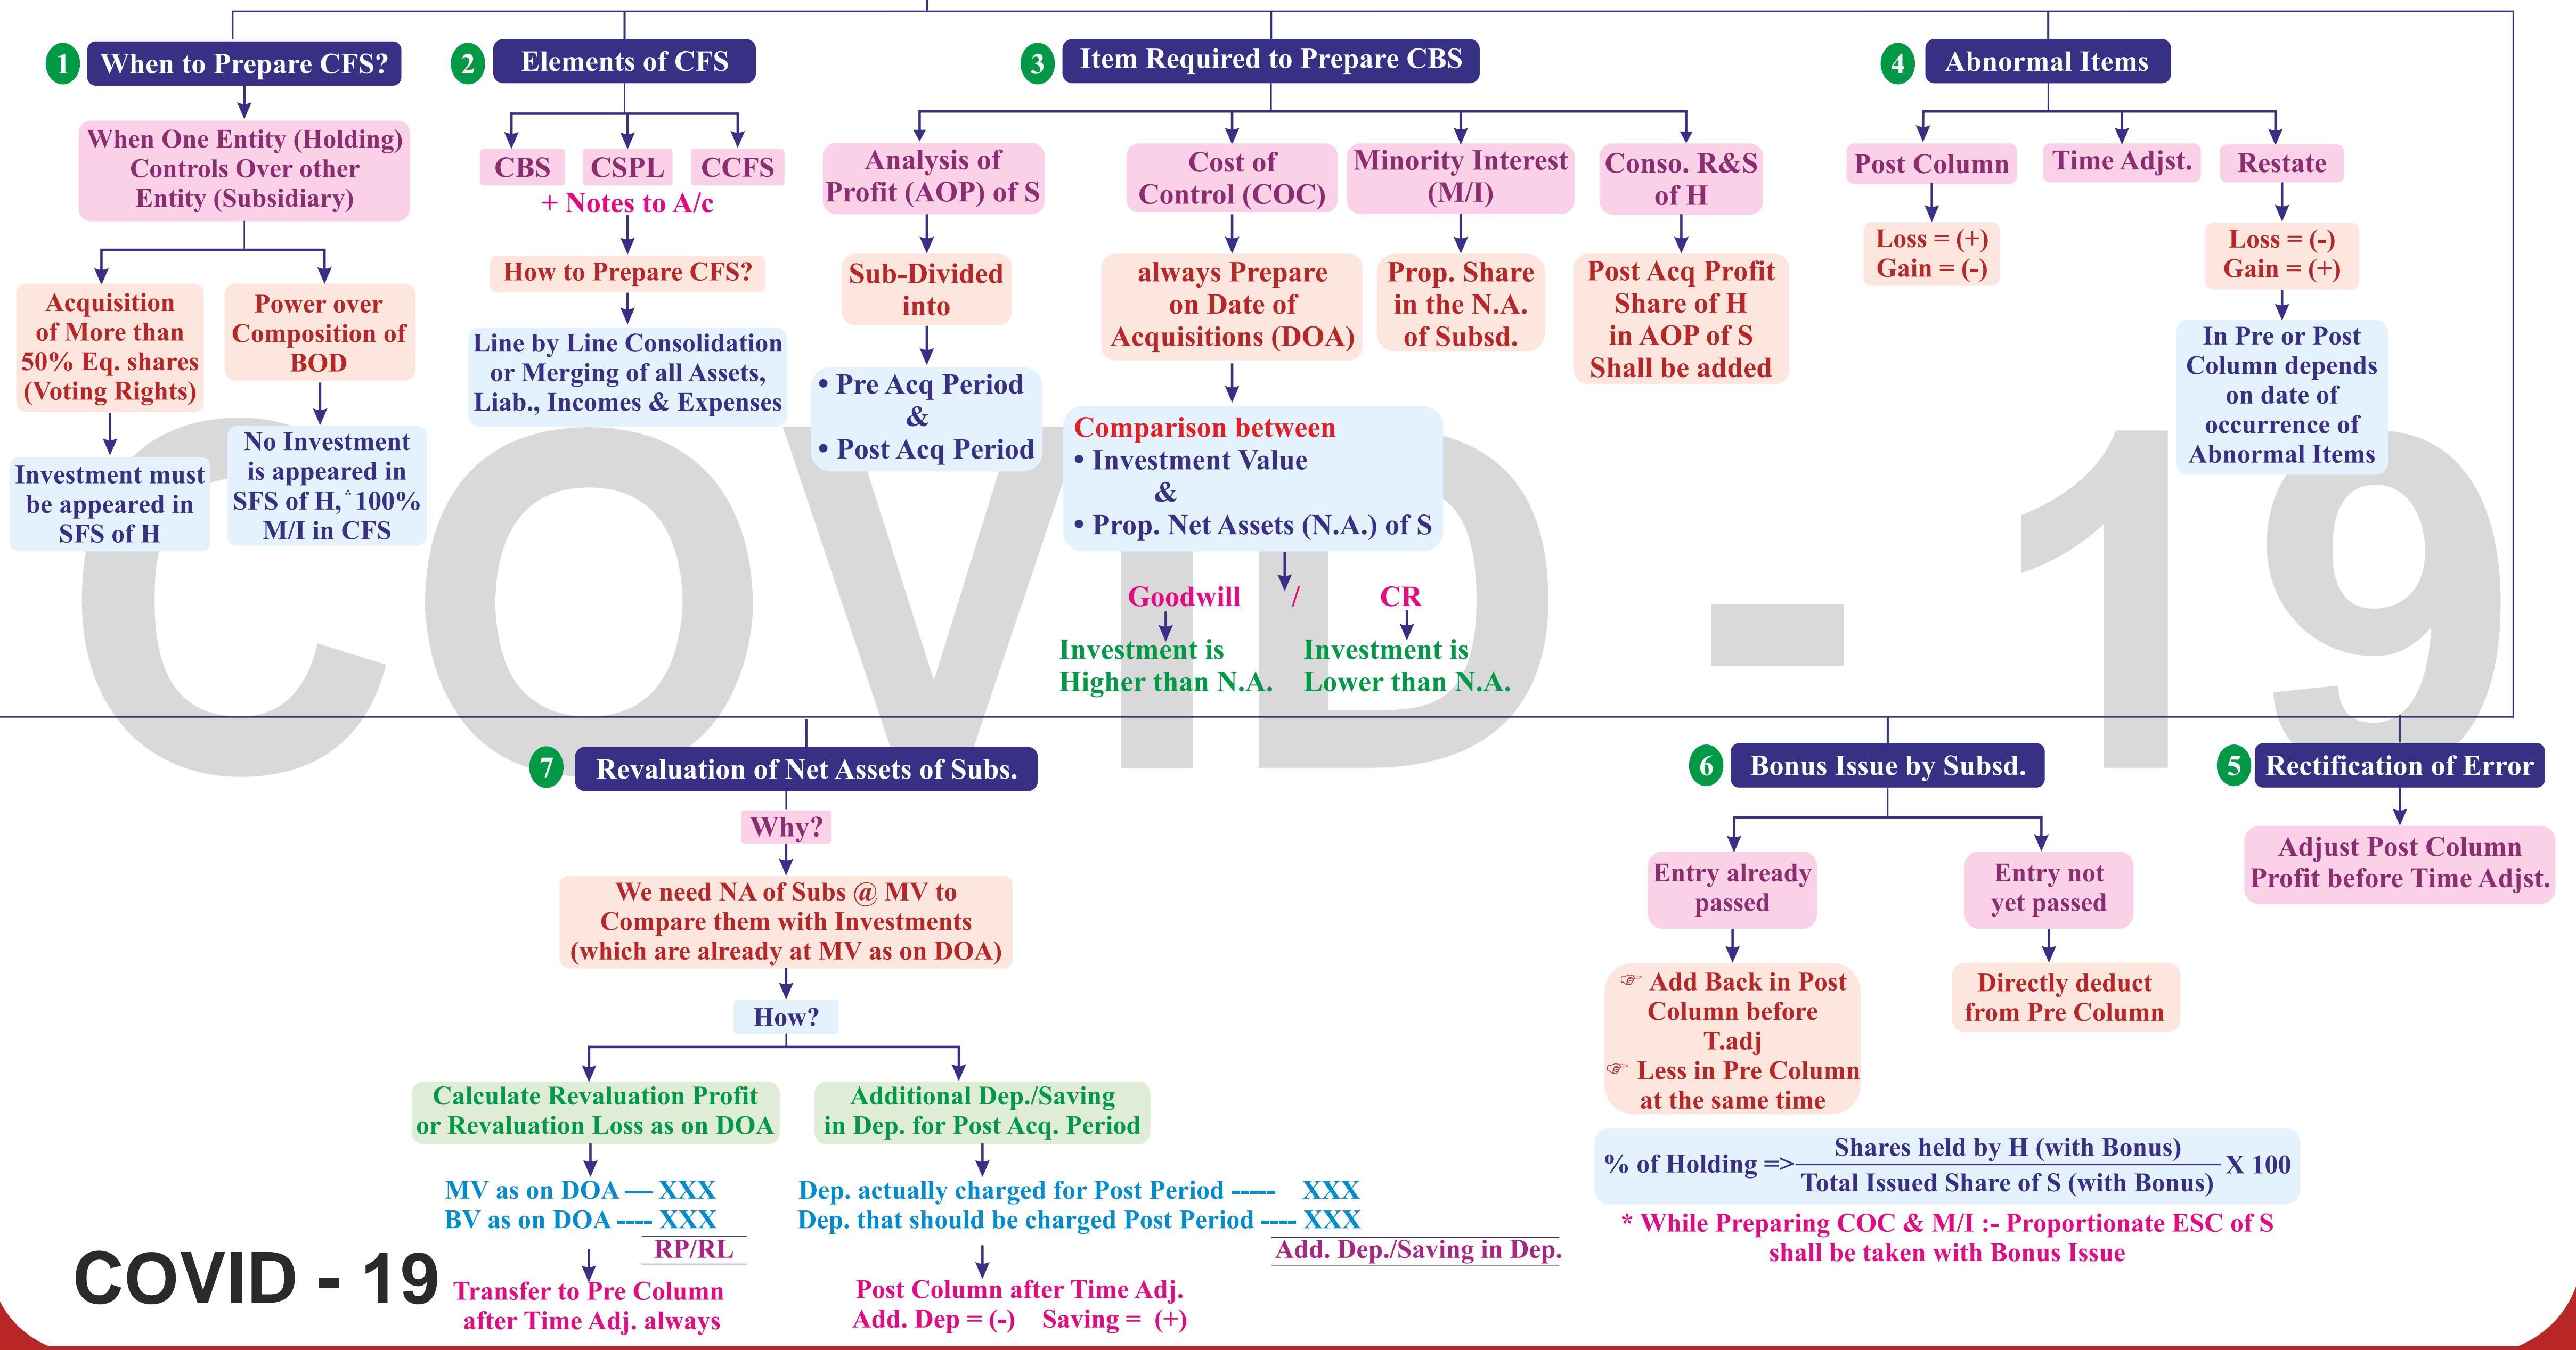 1 When to Prepare CFS?
When One Entity (Holding)
Controls Over other
Entity (Subsidiary)
Acquisition
of More than
50% Eq. shares
(Voting Rights)
Investment must
be appeared in
SFS of H
Power over
Composition of
BOD
No Investment
is appeared in
SFS of H, ∴ 100%
M/I in CFS
2 Elements of CFS
CBS CSPL CCFS
+ Notes to A/c
How to Prepare CFS?
Line by Line Consolidation
or Merging of all Assets,
Liab., Incomes & Expenses
3 Item Required to Prepare CBS
Analysis of
Profit (AOP) of S
Sub-Divided
into
• Pre Acq Period
&
• Post Acq Period
Cost of
Control (COC)
always Prepare
on Date of
Acquisitions (DOA)
Comparison between
• Investment Value
&
• Prop. Net Assets (N.A.) of S
Goodwill / CR
Investment is
Higher than N.A.
Investment is
Lower than N.A.
Minority Interest
(M/I)
Prop. Share
in the N.A.
of Subsd.
Conso. R&S
of H
Post Acq Profit
Share of H
in AOP of S
Shall be added
4 Abnormal Items
Post Column
Loss = (+)
Gain = (-)
Time Adjst.
Restate
Loss = (-)
Gain = (+)
In Pre or Post
Column depends
on date of
occurrence of
Abnormal Items
COVID - 19
7 Revaluation of Net Assets of Subs.
Why?
We need NA of Subs @ MV to
Compare them with Investments
(which are already at MV as on DOA)
How?
Calculate Revaluation Profit
or Revaluation Loss as on DOA
MV as on DOA — XXX
BV as on DOA ---- XXX
RP/RL
Transfer to Pre Column
after Time Adj. always
Additional Dep./Saving
in Dep. for Post Acq. Period
Dep. actually charged for Post Period ----- XXX
Dep. that should be charged Post Period ---- XXX
Add. Dep./Saving in Dep.
Post Column after Time Adj.
Add. Dep = (-) Saving = (+)
6 Bonus Issue by Subsd.
Entry already
passed
☞ Add Back in Post
Column before
T.adj
☞ Less in Pre Column
at the same time
Entry not
yet passed
Directly deduct
from Pre Column
% of Holding => Shares held by H (with Bonus)
Total Issued Share of S (with Bonus) X 100
* While Preparing COC & M/I :- Proportionate ESC of S
shall be taken with Bonus Issue
5 Rectification of Error
Adjust Post Column
Profit before Time Adjst.
COVID - 19